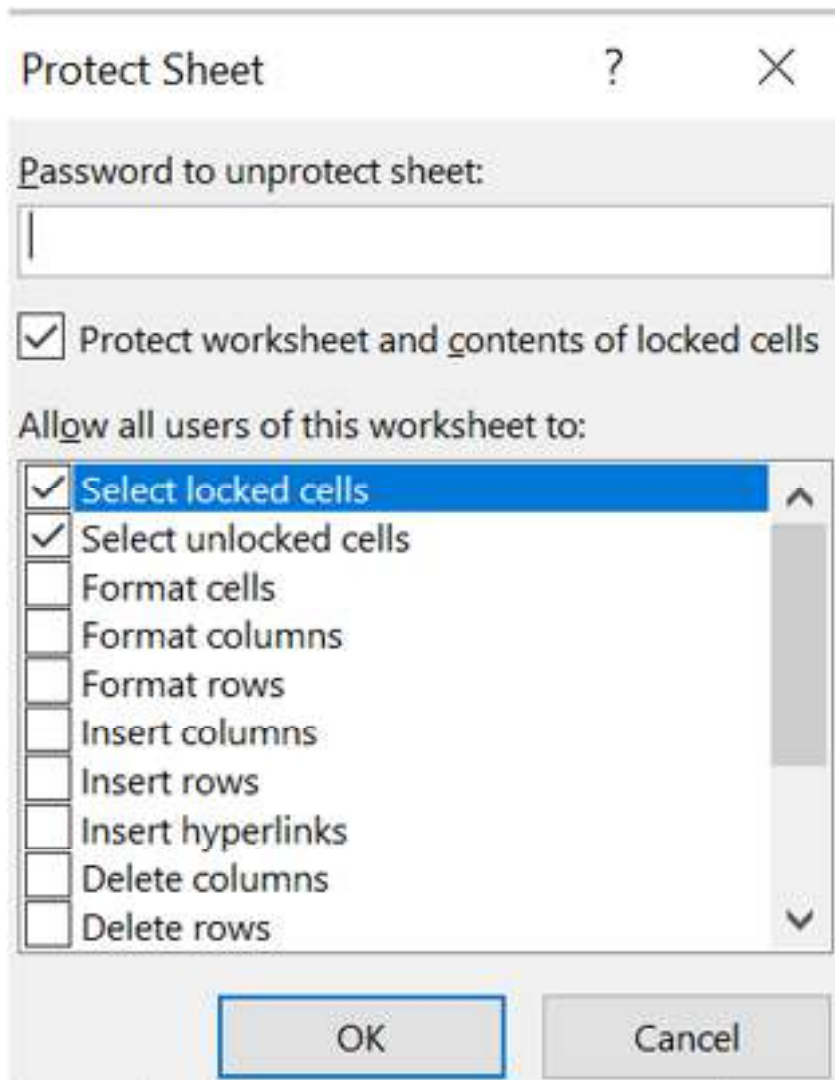 Protect Sheet ?
Password to unprotect sheet:
Protect worksheet and contents of locked cells
Allow all users of this worksheet to:
Select locked cells
Select unlocked cells
Format cells
Format columns
Format rows
Insert columns
Insert rows
Insert hyperlinks
Delete columns
Delete rows
OK Cancel